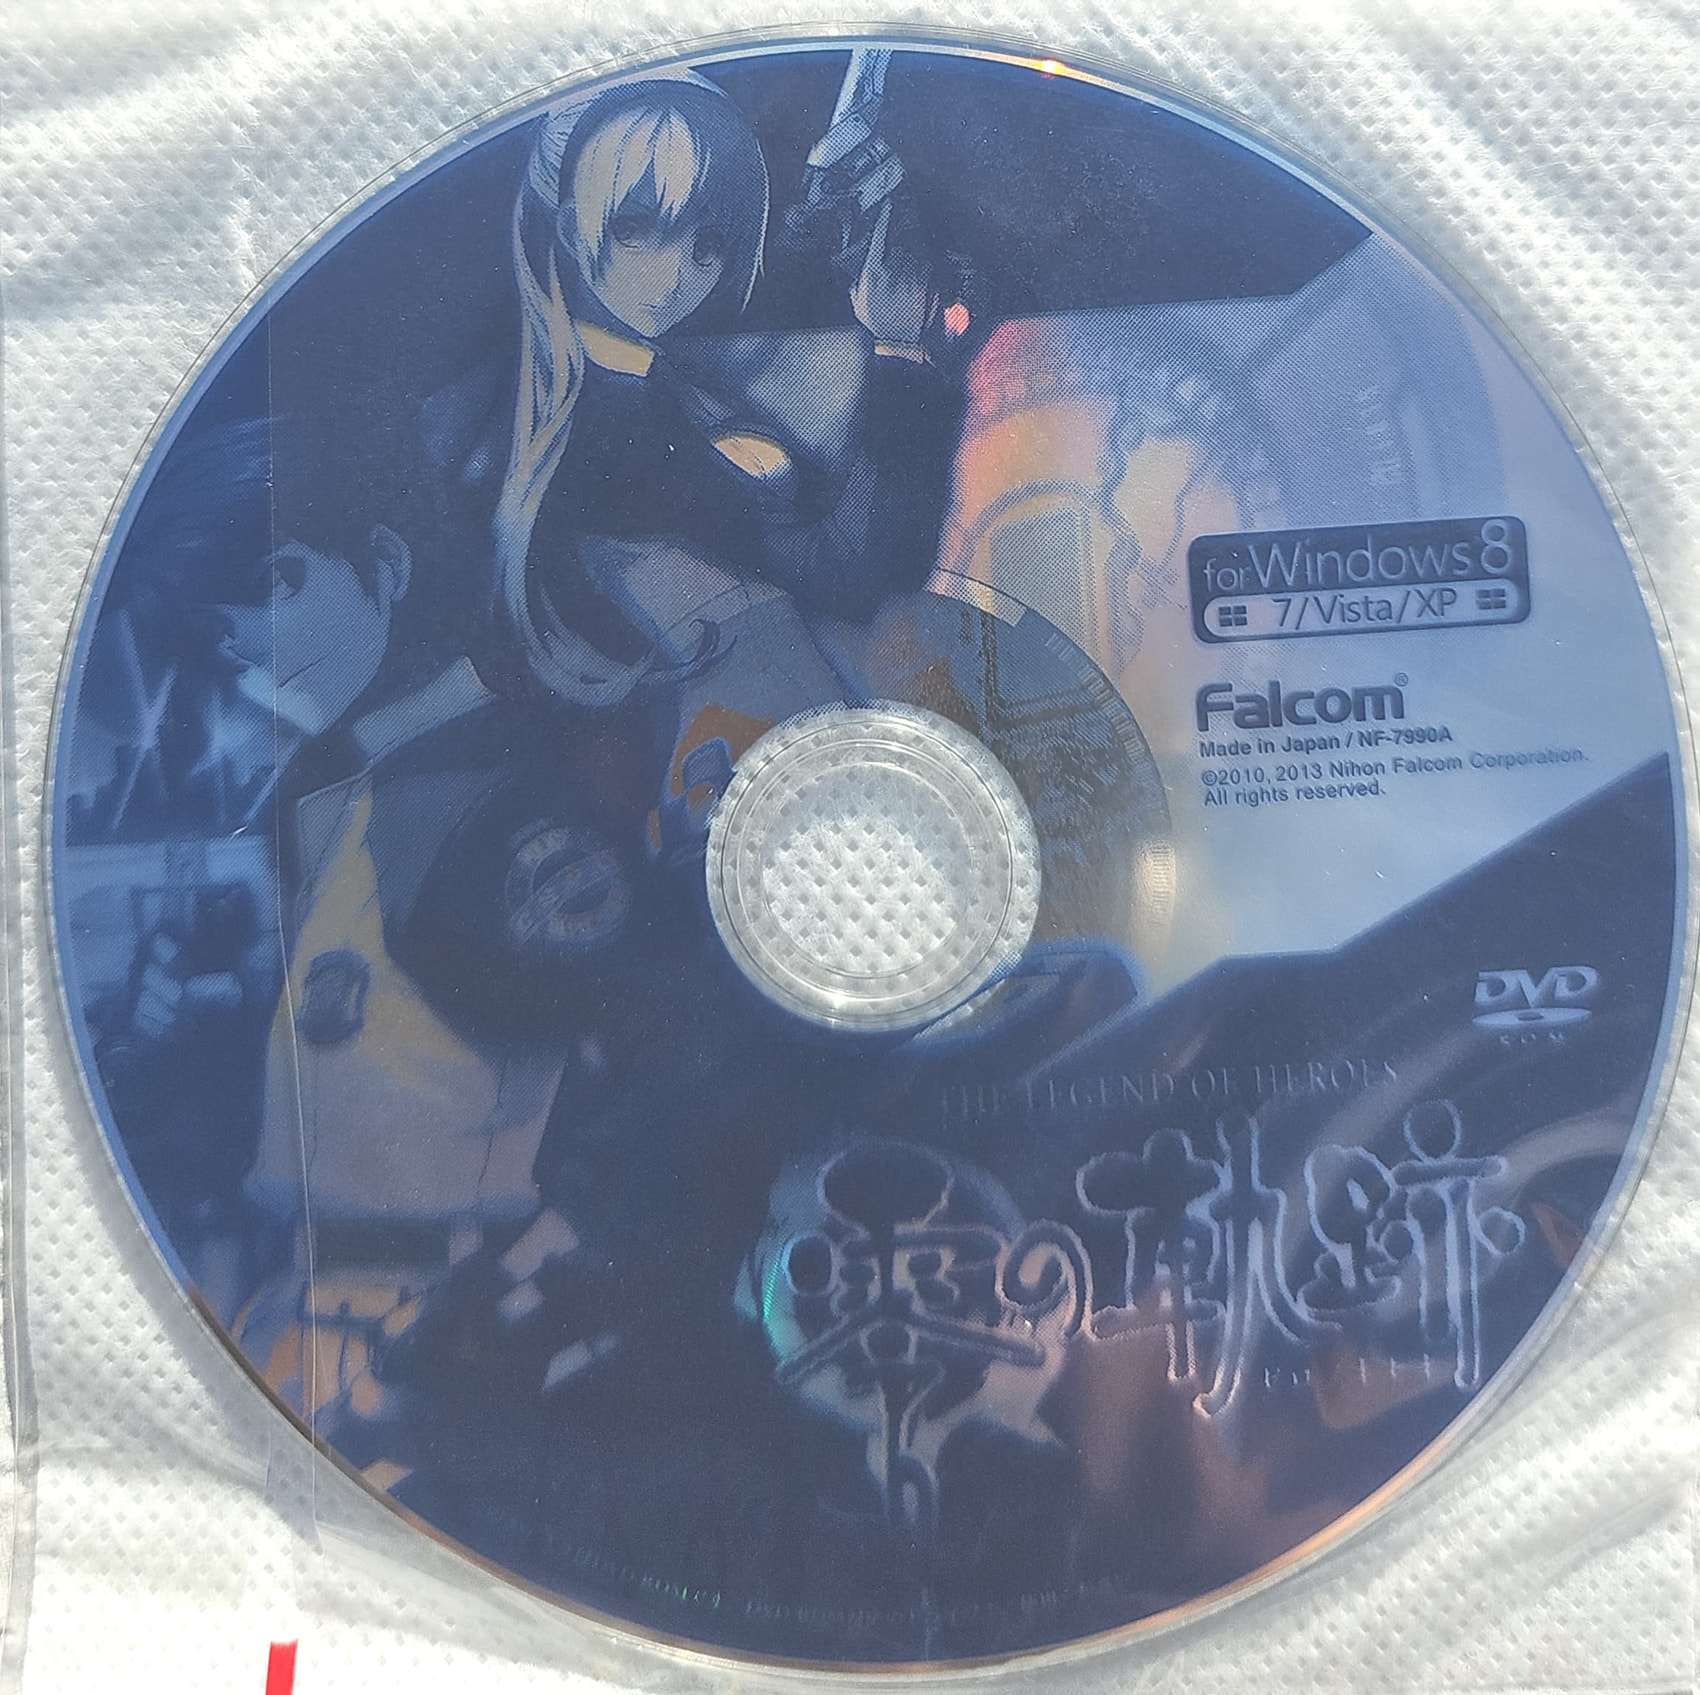 for Windows 8
7/Vista/XP
Falcom®
Made in Japan / NF-7990A
©2010, 2013 Nihon Falcom Corporation.
All rights reserved.
DVD
ROM
THE LEGEND OF HEROES
零の軌跡